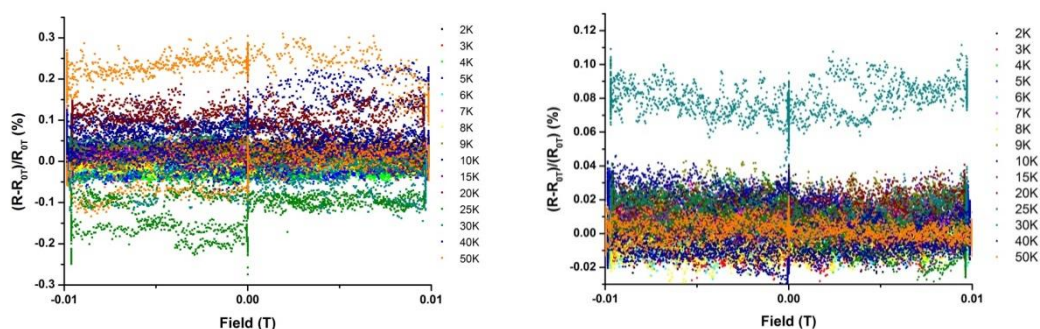 (R-R0T)/R0T (%)
0.3
0.2
0.1
0.0
-0.1
-0.2
-0.3
-0.01
0.00
0.01
Field (T)
2K
3K
4K
5K
6K
7K
8K
9K
10K
15K
20K
25K
30K
40K
50K
(R-R0T)/(R0T) (%)
0.12
0.10
0.08
0.06
0.04
0.02
0.00
-0.02
-0.01
0.00
0.01
Field (T)
2K
3K
4K
5K
6K
7K
8K
9K
10K
15K
20K
25K
30K
40K
50K